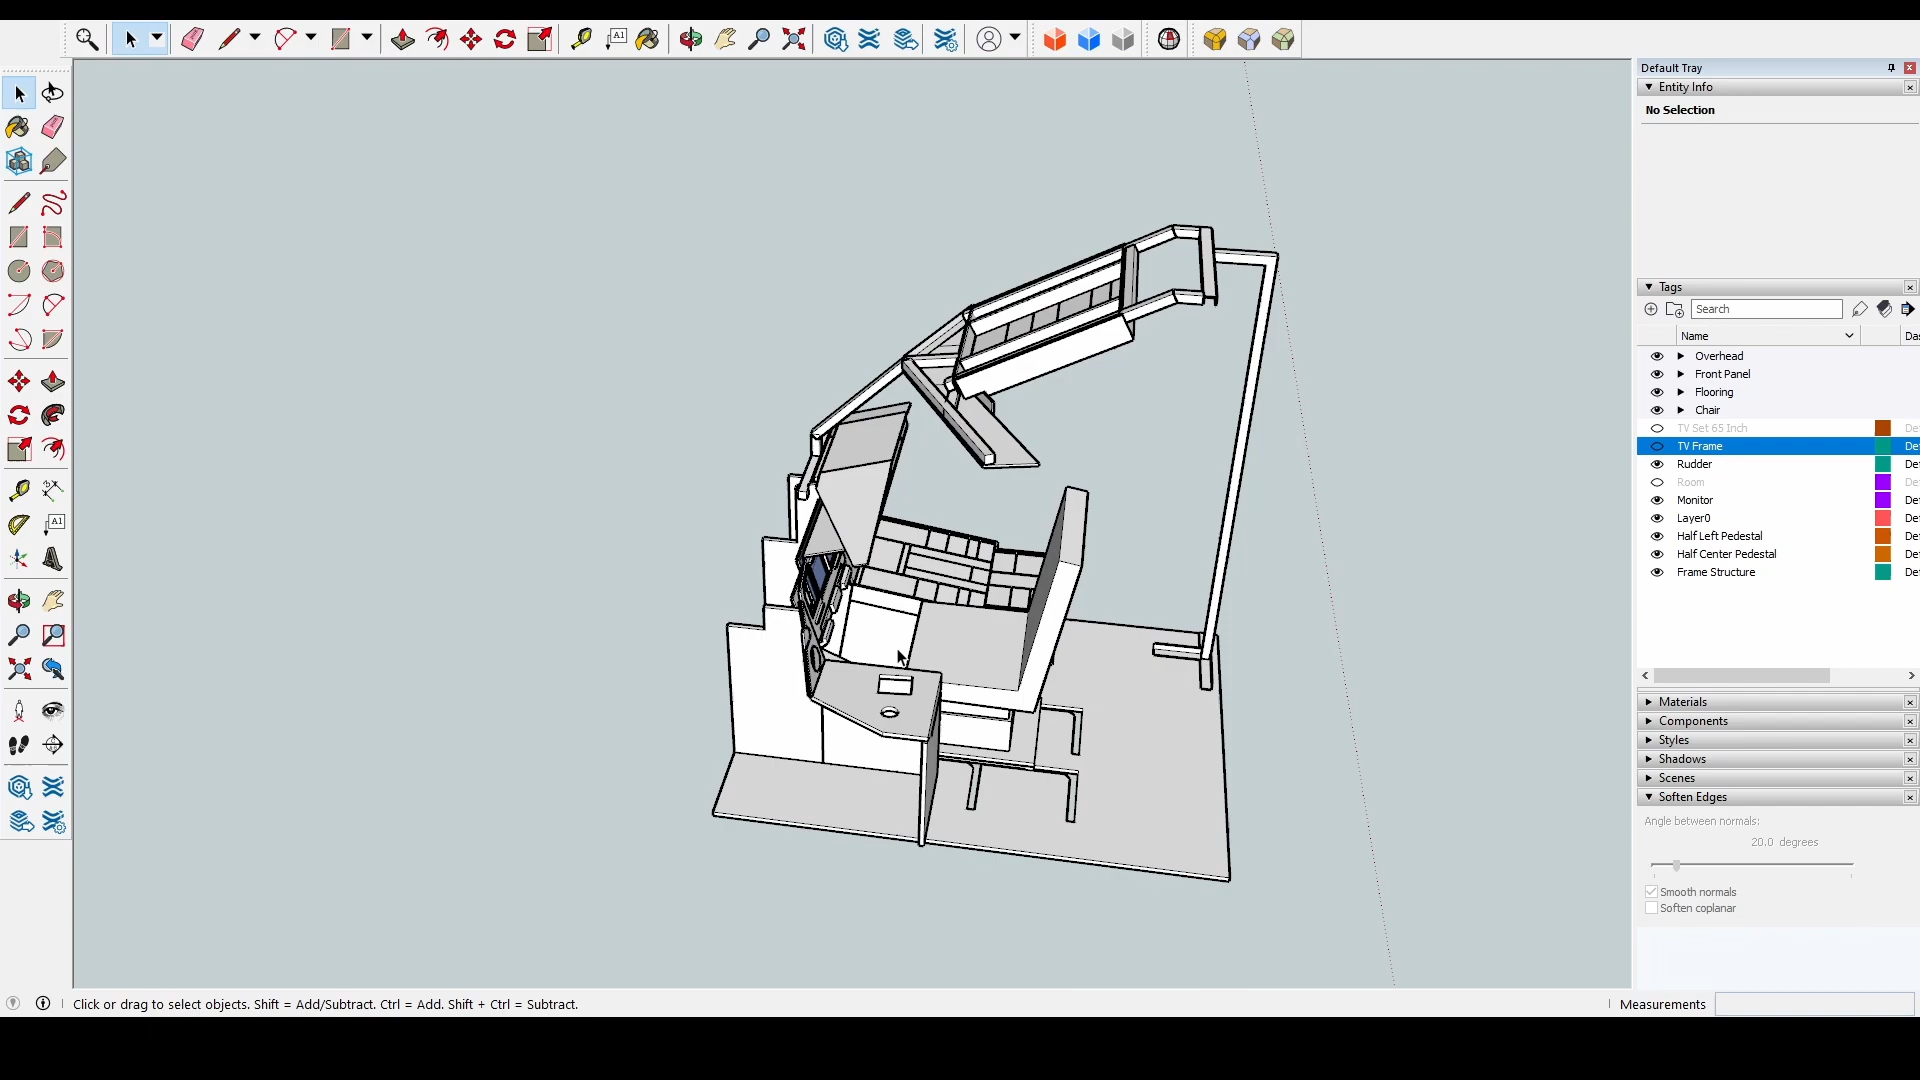 A1
Default Tray
Entity Info
No Selection
A1
Tags
Search
Name
Overhead
Front Panel
Flooring
Chair
TV Set 65 Inch
TV Frame
Rudder
Room
Monitor
Layer0
Half Left Pedestal
Half Center Pedestal
Frame Structure
Materials
Components
Styles
Shadows
Scenes
Soften Edges
Angle between normals:
20.0 degrees
Smooth normals
Soften coplanar
Click or drag to select objects. Shift = Add/Subtract. Ctrl = Add. Shift + Ctrl = Subtract.
Measurements